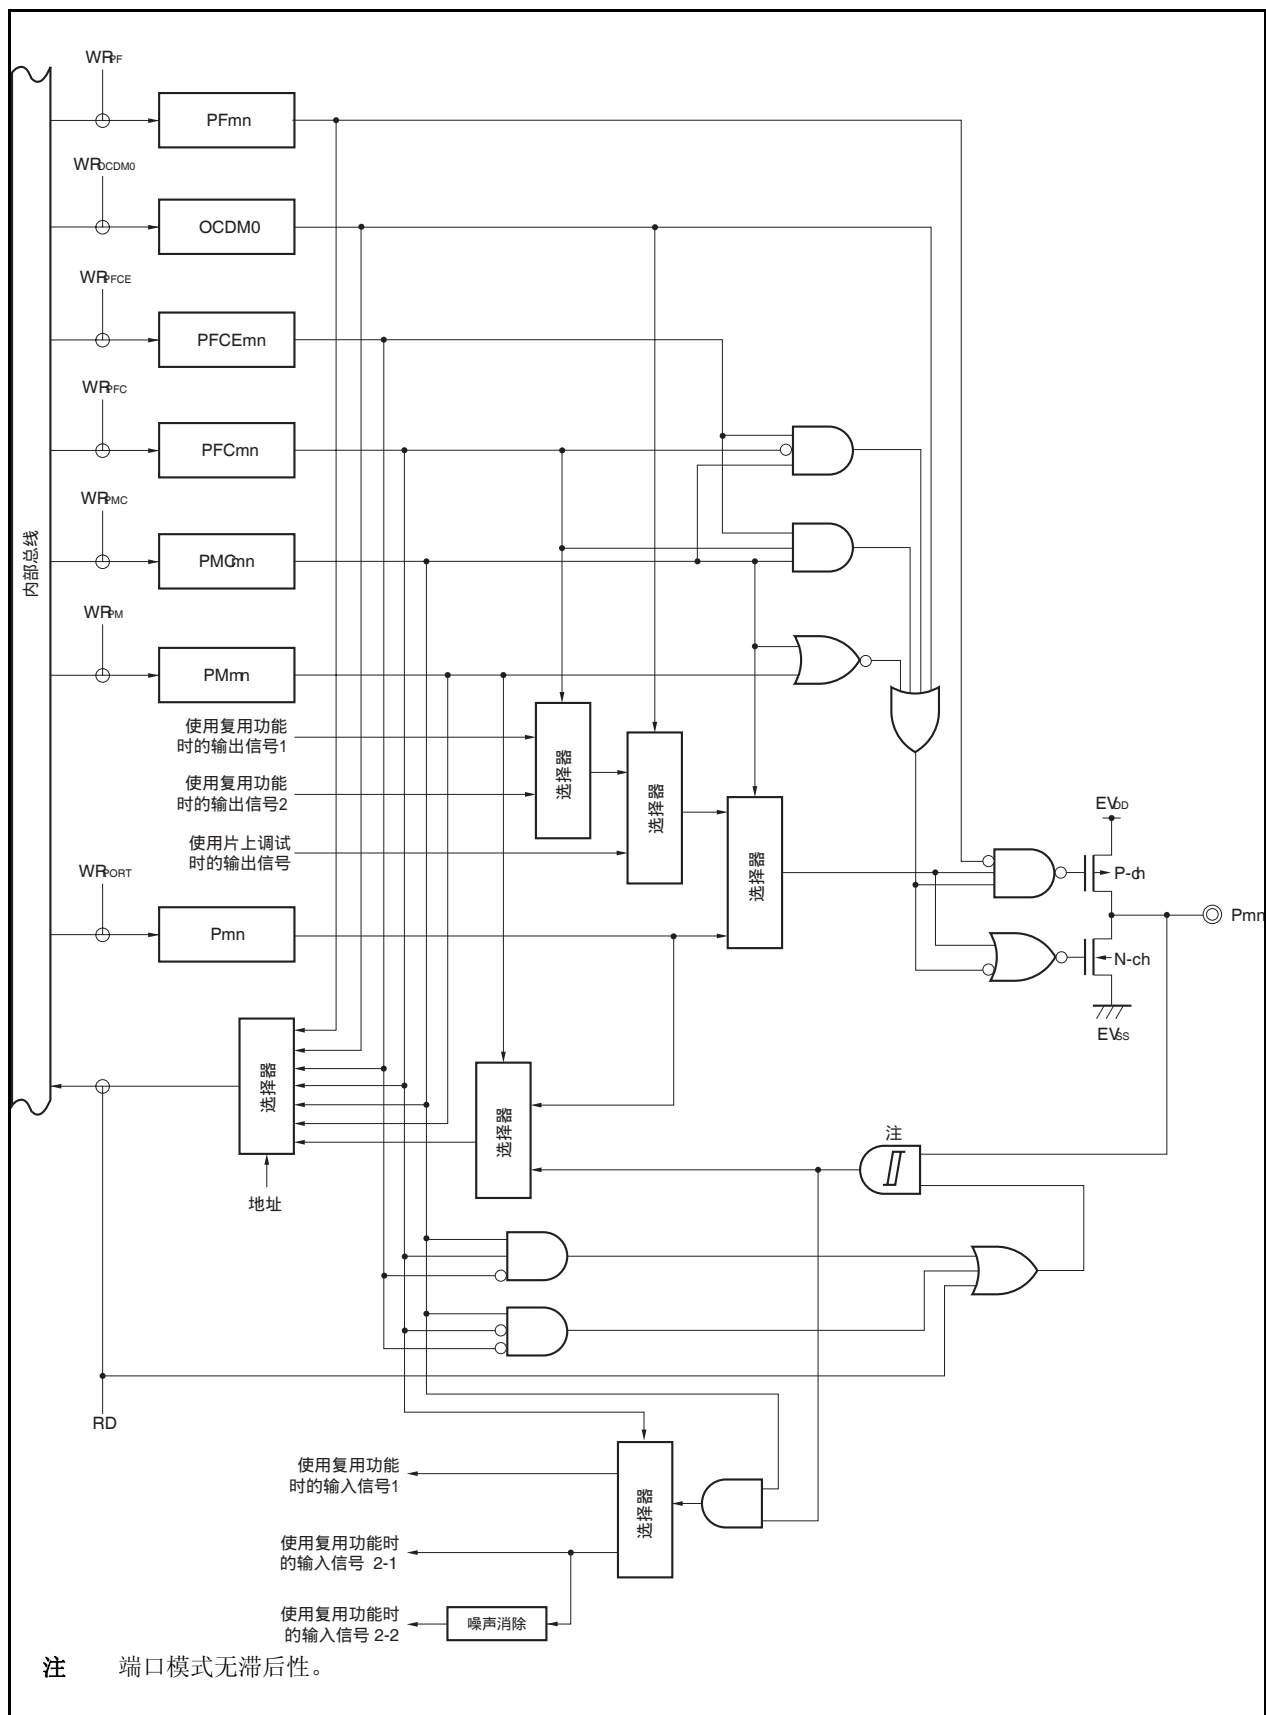 WRPF
PFmn
WROCDM0
OCDM0
WRPFCE
PFCEmn
WRPFC
PFCmn
WRPMC
PMCmn
内部总线
WRPM
PMmn
使用复用功能
时的输出信号1
使用复用功能
时的输出信号2
使用片上调试
时的输出信号
选择器
选择器
选择器
EVDD
P-ch
WRPORT
Pmn
Pmn
N-ch
EVSS
选择器
选择器
注
地址
RD
使用复用功能
时的输入信号1
选择器
使用复用功能时
的输入信号 2-1
使用复用功能时
的输入信号 2-2
噪声消除
注 端口模式无滞后性。